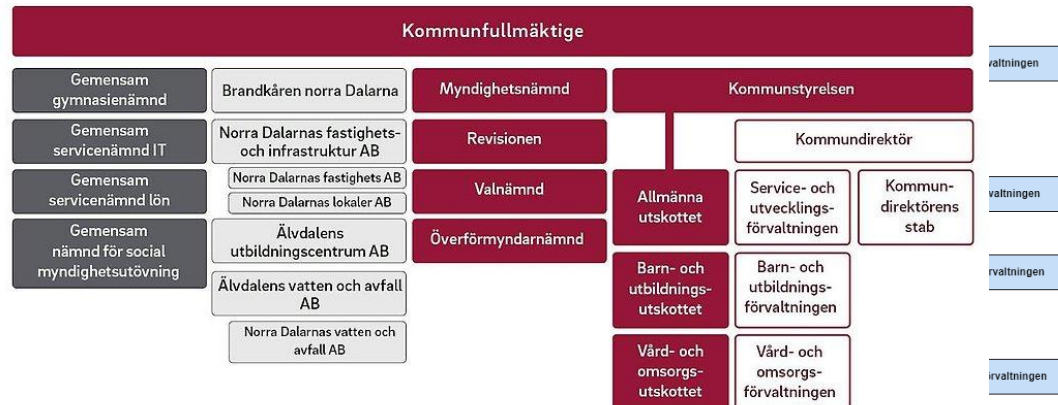 Kommunfullmäktige
Gemensam
gymnasienämnd
Gemensam
servicenämnd IT
Gemensam
servicenämnd lön
Gemensam
nämnd för social
myndighetsutövning
Brandkåren norra Dalarna
Norra Dalarnas fastighets-
och infrastruktur AB
Norra Dalarnas fastighets AB
Norra Dalarnas lokaler AB
Älvdalens
utbildningscentrum AB
Älvdalens vatten och avfall
AB
Norra Dalarnas vatten och
avfall AB
Myndighetsnämnd
Revisionen
Valnämnd
Överförmyndarnämnd
Kommunstyrelsen
Kommundirektör
Allmänna
utskottet
Service- och
utvecklings-
förvaltningen
Kommun-
direktörens
stab
Barn- och
utbildnings-
utskottet
Barn- och
utbildnings-
förvaltningen
Vård- och
omsorgs-
utskottet
Vård- och
omsorgs-
förvaltningen
valtningen
valtningen
rvaltningen
rvaltningen